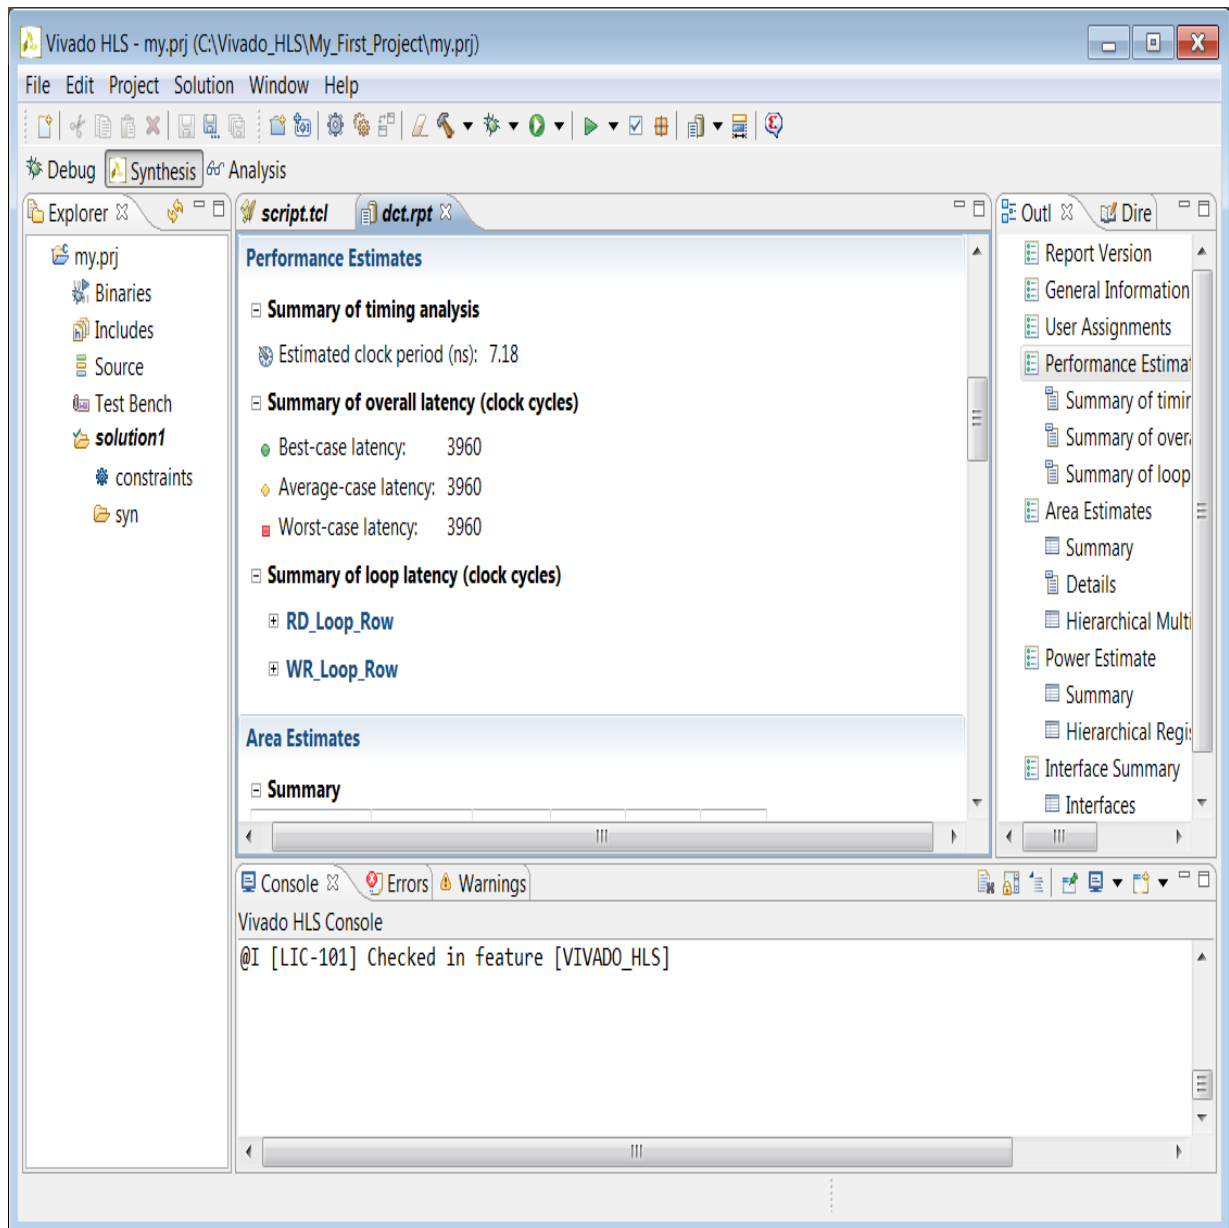 Vivado HLS - my.prj (C:\Vivado_HLS\My_First_Project\my.prj)
File Edit Project Solution Window Help
Debug Synthesis Analysis
Explorer
my.prj
Binaries
Includes
Source
Test Bench
solution1
constraints
syn
script.tcl dct.rpt
Performance Estimates
Summary of timing analysis
Estimated clock period (ns): 7.18
Summary of overall latency (clock cycles)
Best-case latency: 3960
Average-case latency: 3960
Worst-case latency: 3960
Summary of loop latency (clock cycles)
RD_Loop_Row
WR_Loop_Row
Area Estimates
Summary
Outl Dire
Report Version
General Information
User Assignments
Performance Estimat
Summary of timir
Summary of overa
Summary of loop
Area Estimates
Summary
Details
Hierarchical Multi
Power Estimate
Summary
Hierarchical Regis
Interface Summary
Interfaces
Console Errors Warnings
Vivado HLS Console
@I [LIC-101] Checked in feature [VIVADO_HLS]